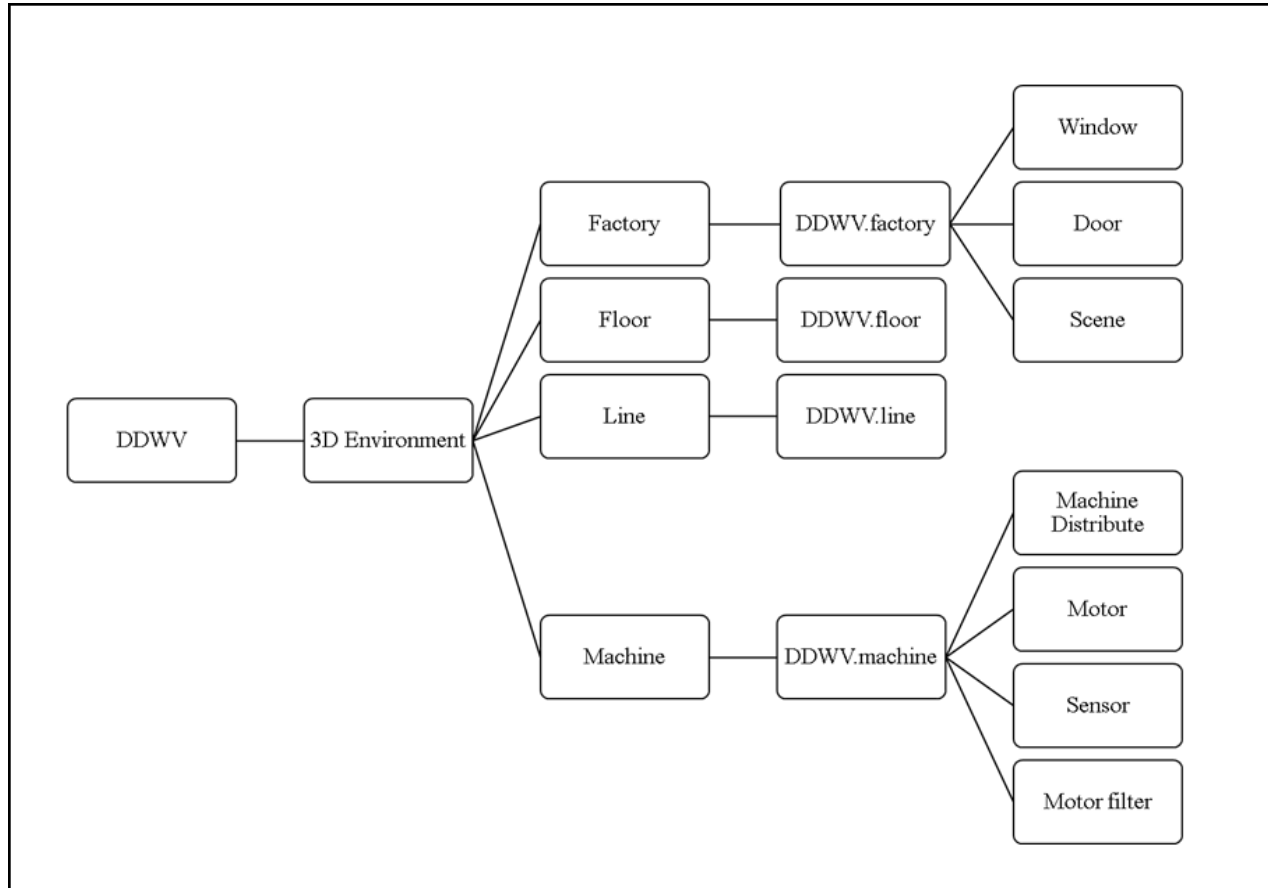 Window
Factory
DDWV.factory
Door
Floor
DDWV.floor
Scene
Line
DDWV.line
DDWV
3D Environment
Machine
Distribute
Motor
Machine
DDWV.machine
Sensor
Motor filter